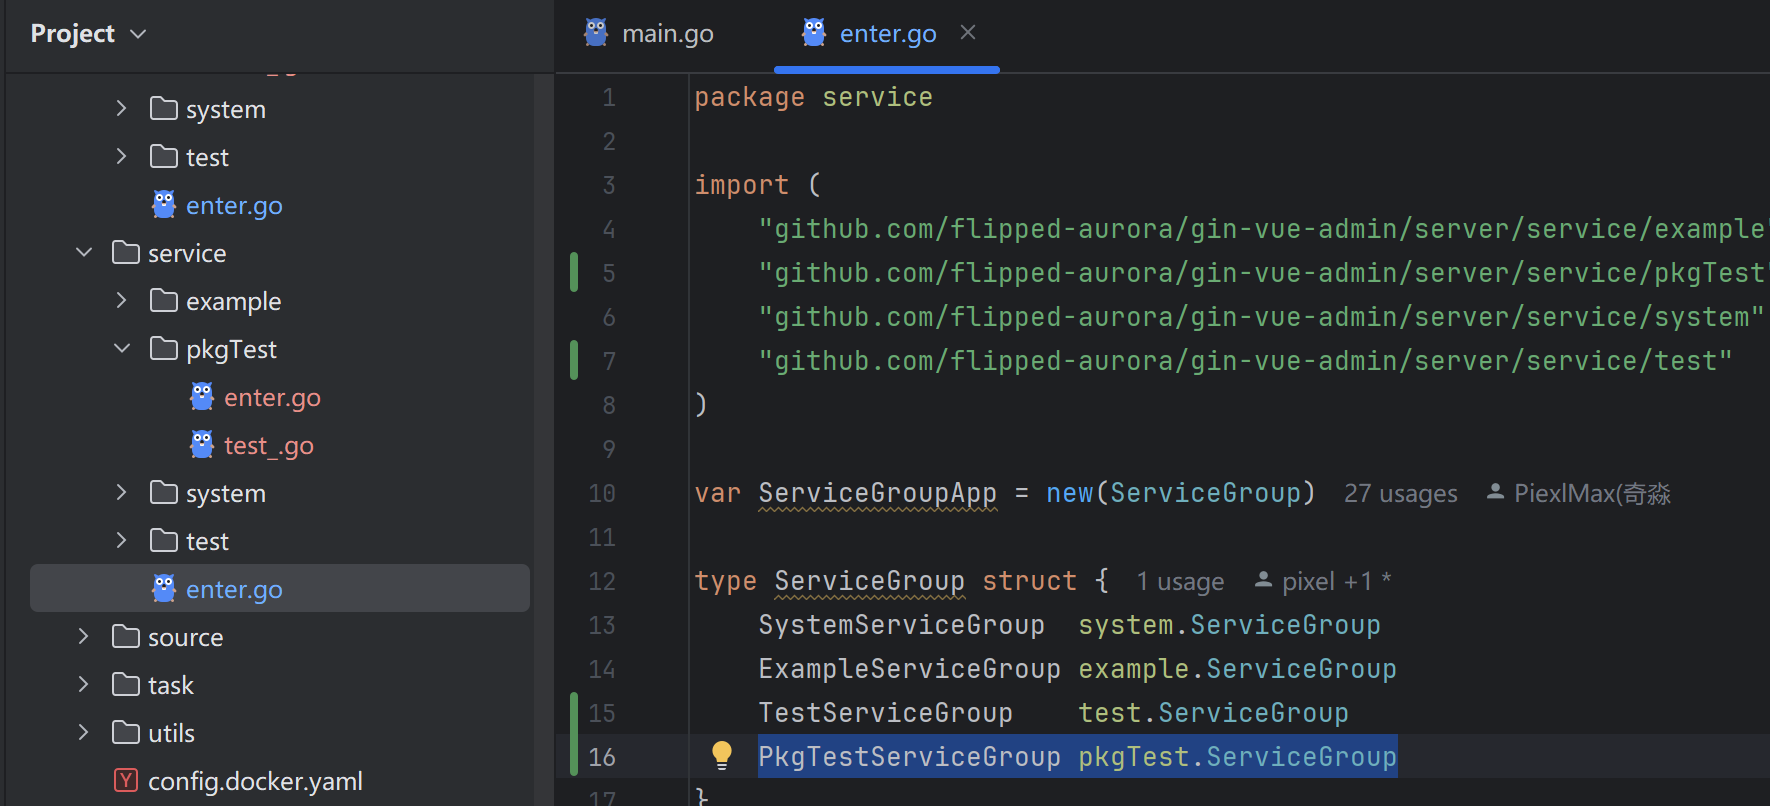 Project
main.go
enter.go
system
test
enter.go
service
example
pkgTest
enter.go
test_.go
system
test
enter.go
source
task
utils
config.docker.yaml
1 package service
2
3 import (
4 "github.com/flipped-aurora/gin-vue-admin/server/service/example"
5 "github.com/flipped-aurora/gin-vue-admin/server/service/pkgTest"
6 "github.com/flipped-aurora/gin-vue-admin/server/service/system"
7 "github.com/flipped-aurora/gin-vue-admin/server/service/test"
8 )
9
10 var ServiceGroupApp = new(ServiceGroup) 27 usages PiexlMax(奇淼
11
12 type ServiceGroup struct { 1 usage pixel +1 *
13 SystemServiceGroup system.ServiceGroup
14 ExampleServiceGroup example.ServiceGroup
15 TestServiceGroup test.ServiceGroup
16 PkgTestServiceGroup pkgTest.ServiceGroup
17 }